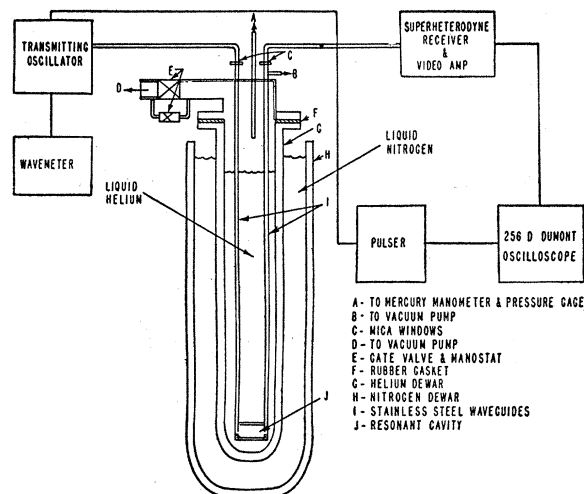 TRANSMITTING
OSCILLATOR
WAVEMETER
SUPERHETERODYNE
RECEIVER
&
VIDEO AMP
PULSER
256 D DUMONT
OSCILLOSCOPE
LIQUID
NITROGEN
LIQUID
HELIUM
A
C
B
E
D
F
G
H
I
J
A- TO MERCURY MANOMETER & PRESSURE GAGE
B- TO VACUUM PUMP
C- MICA WINDOWS
D- TO VACUUM PUMP
E- GATE VALVE & MANOSTAT
F- RUBBER GASKET
G- HELIUM DEWAR
H- NITROGEN DEWAR
I- STAINLESS STEEL WAVEGUIDES
J- RESONANT CAVITY